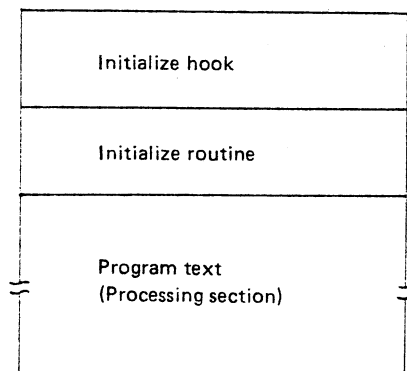 Initialize hook
Initialize routine
Program text
(Processing section)